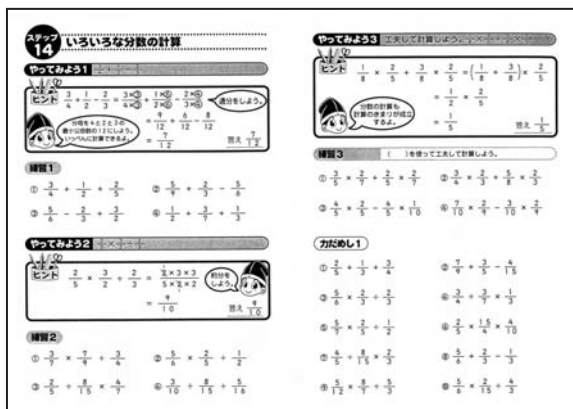 ステップ
14
いろいろな分数の計算
やってみよう1
ヒント
3/4 + 1/2 - 2/3 = 3×③/4×③ + 1×⑥/2×⑥ - 2×④/3×④
通分をしよう。
= 9/12 + 6/12 - 8/12
= 7/12
答え 7/12
分母を4と2と3の
最小公倍数の12にしよう。
いっぺんに計算できるよ。
練習1
① 3/4 + 1/2 + 2/5
② 5/9 + 2/3 - 5/6
③ 5/6 - 2/3 + 3/2
④ 1/2 + 3/7 + 1/3
やってみよう2
ヒント
2/5 × 3/2 ÷ 2/3 = 2×3×3/5×2×2
約分を
しよう。
= 9/10
答え 9/10
練習2
① 3/7 × 7/9 ÷ 3/4
② 5/6 × 2/5 ÷ 1/2
③ 2/5 ÷ 8/15 × 4/7
④ 3/10 ÷ 8/15 ÷ 5/16
やってみよう3 工夫して計算しよう。
ヒント
1/8 × 2/5 + 3/8 × 2/5 = (1/8 + 3/8) × 2/5
= 1/2 × 2/5
= 1/5
答え 1/5
分数の計算も
計算のきまりが成立
するよ。
練習3 ( )を使って工夫して計算しよう。
① 3/5 × 2/7 + 2/5 × 2/7
② 3/4 × 2/3 + 5/8 × 2/3
③ 4/5 × 2/5 - 4/5 × 1/10
④ 7/10 × 2/9 - 3/10 × 2/9
力だめし1
① 2/5 + 1/3 + 3/4
② 7/9 + 3/5 - 4/15
③ 5/6 × 2/5 ÷ 2/3
④ 3/4 ÷ 3/7 × 1/3
⑤ 5/7 × 2/5 ÷ 1/2
⑥ 2/5 × 15/4 × 4/10
⑦ 4/5 ÷ 8/15 × 2/3
⑧ 5/6 + 2/3 - 1/3
⑨ 5/12 × 8/7 ÷ 5/3
⑩ 5/6 × 2/15 ÷ 4/3